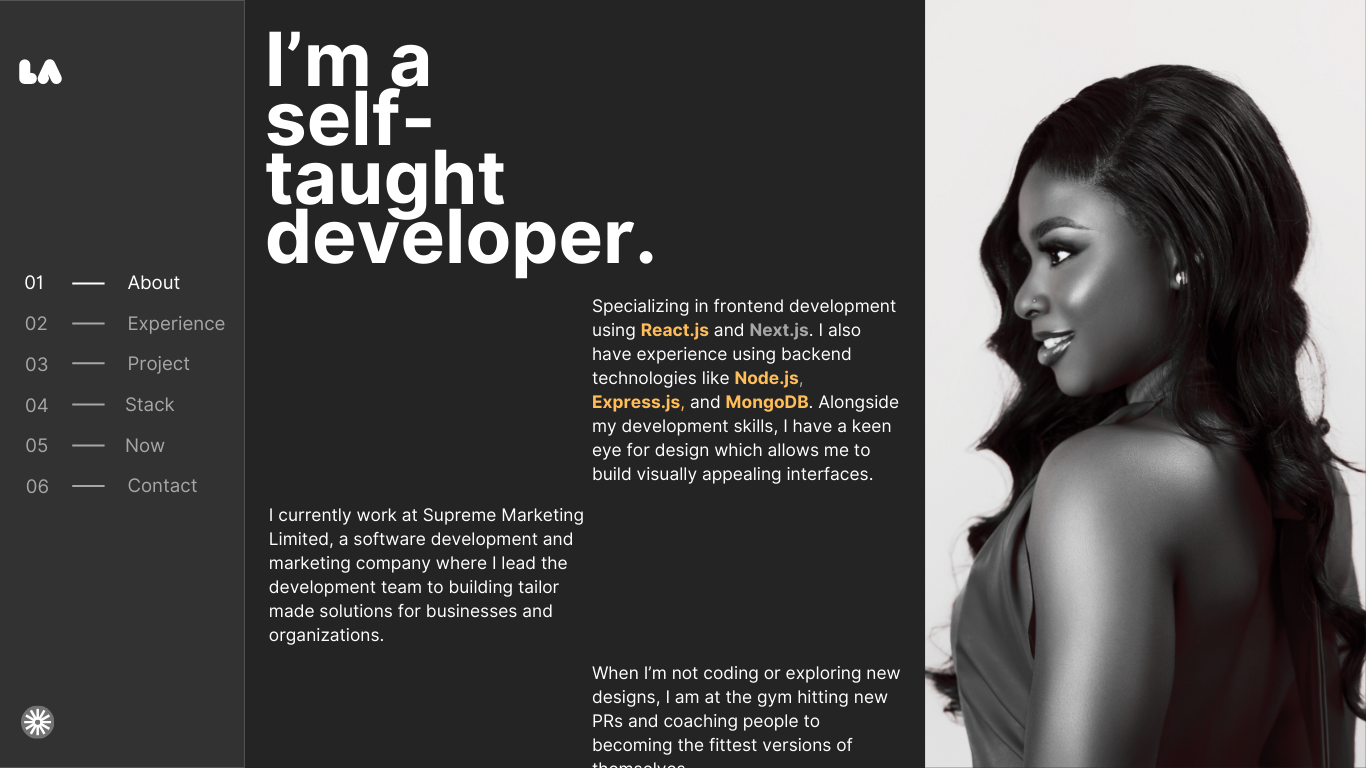 LA
01 About
02 Experience
03 Project
04 Stack
05 Now
06 Contact
I’m a
self-
taught
developer.
Specializing in frontend development
using React.js and Next.js. I also
have experience using backend
technologies like Node.js,
Express.js, and MongoDB. Alongside
my development skills, I have a keen
eye for design which allows me to
build visually appealing interfaces.
I currently work at Supreme Marketing
Limited, a software development and
marketing company where I lead the
development team to building tailor
made solutions for businesses and
organizations.
When I’m not coding or exploring new
designs, I am at the gym hitting new
PRs and coaching people to
becoming the fittest versions of
themselves